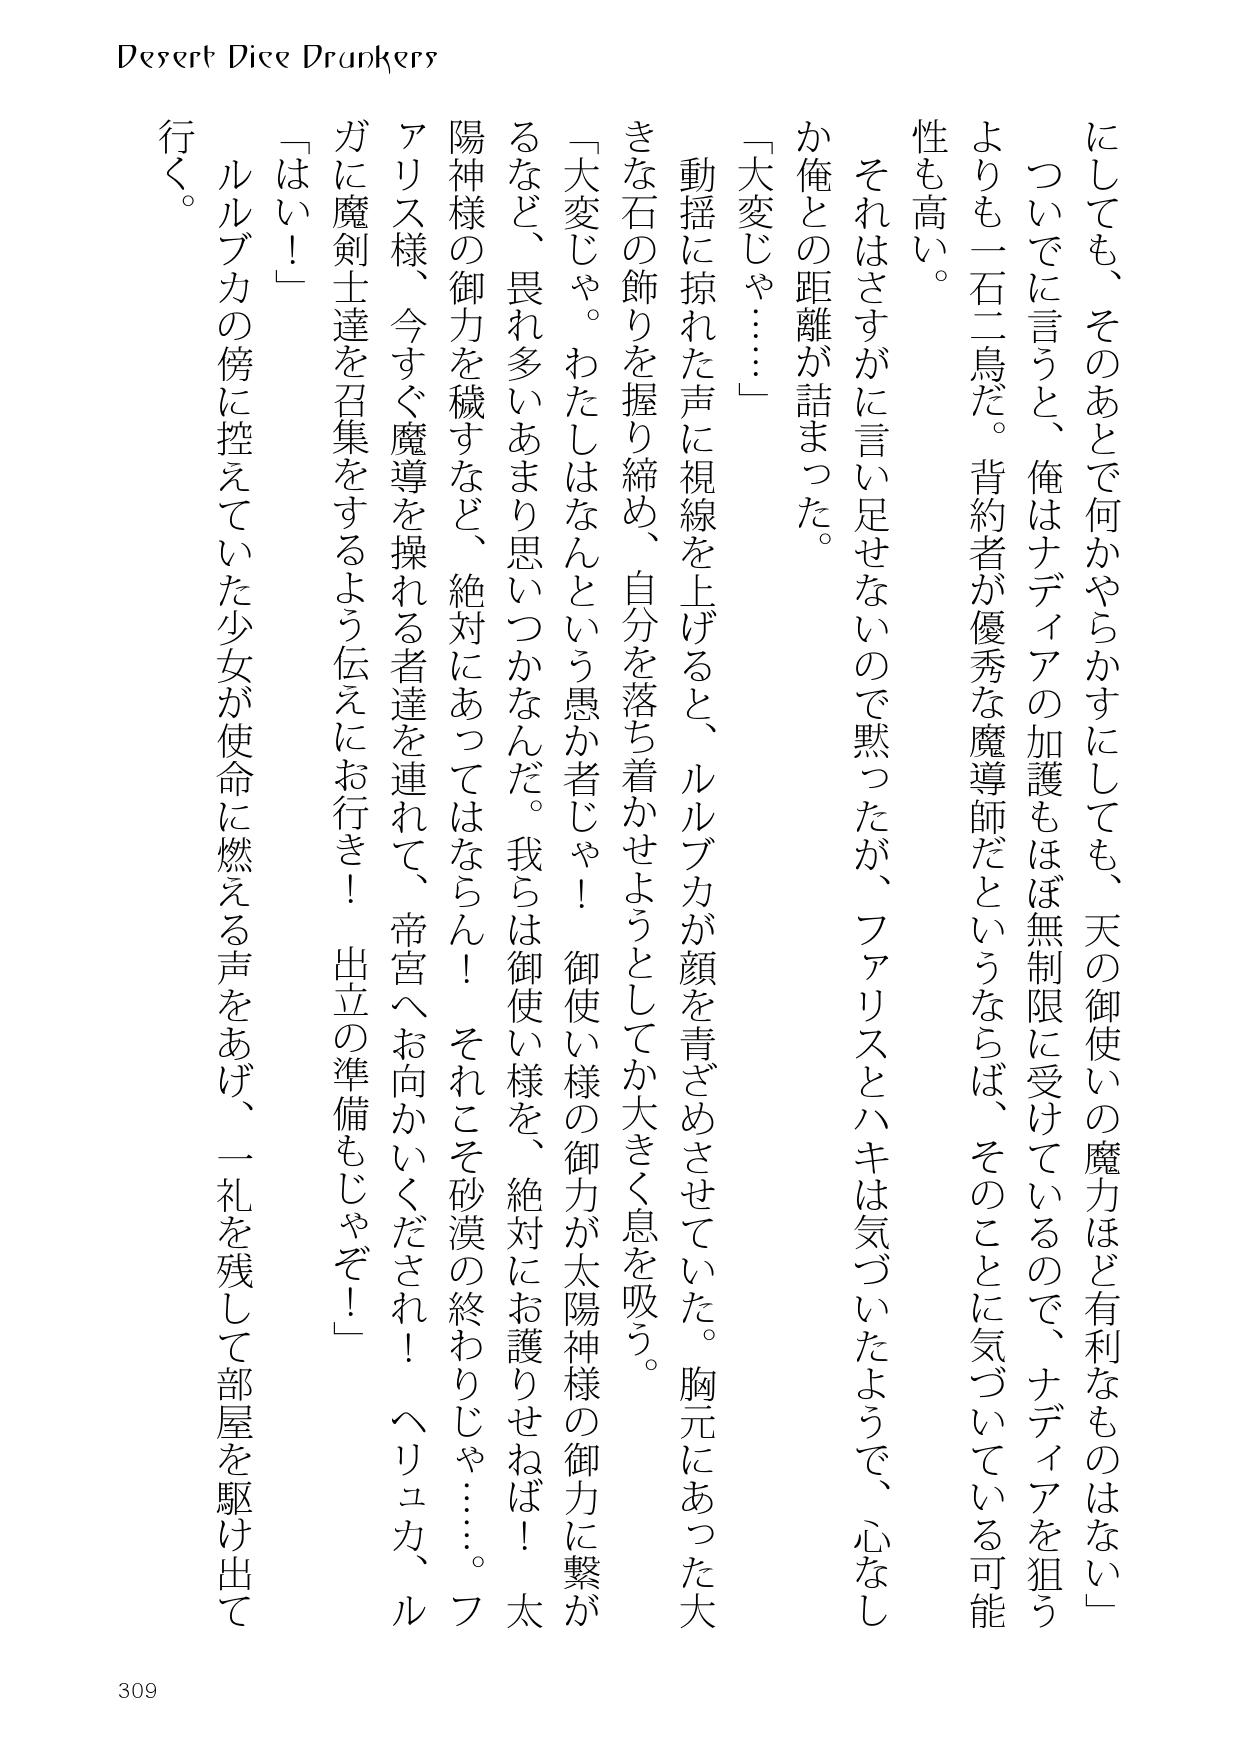 Desert Dice Drunkers
にしても、そのあとで何かやらかすにしても、天の御使いの魔力ほど有利なものはない」
　ついでに言うと、俺はナディアの加護もほぼ無制限に受けているので、ナディアを狙う
よりも一石二鳥だ。背約者が優秀な魔導師だというならば、そのことに気づいている可能
性も高い。
　それはさすがに言い足せないので黙ったが、ファリスとハキは気づいたようで、心なし
か俺との距離が詰まった。
「大変じゃ……」
　動揺に掠れた声に視線を上げると、ルルブカが顔を青ざめさせていた。胸元にあった大
きな石の飾りを握り締め、自分を落ち着かせようとしてか大きく息を吸う。
「大変じゃ。わたしはなんという愚か者じゃ！　御使い様の御力が太陽神様の御力に繋が
るなど、畏れ多いあまり思いつかなんだ。我らは御使い様を、絶対にお護りせねば！　太
陽神様の御力を穢すなど、絶対にあってはならん！　それこそ砂漠の終わりじゃ……。フ
ァリス様、今すぐ魔導を操れる者達を連れて、帝宮へお向かいくだされ！　ヘリュカ、ル
ガに魔剣士達を召集をするよう伝えにお行き！　出立の準備もじゃぞ！」
「はい！」
　ルルブカの傍に控えていた少女が使命に燃える声をあげ、一礼を残して部屋を駆け出て
行く。
309